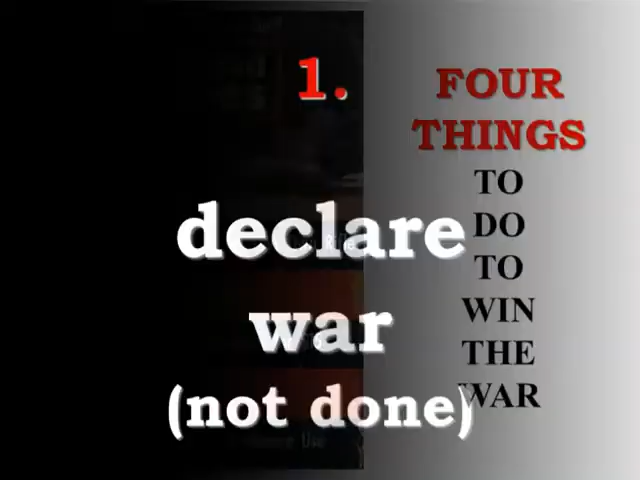 1.
declare
war
(not done)
FOUR
THINGS
TO
DO
TO
WIN
THE
WAR